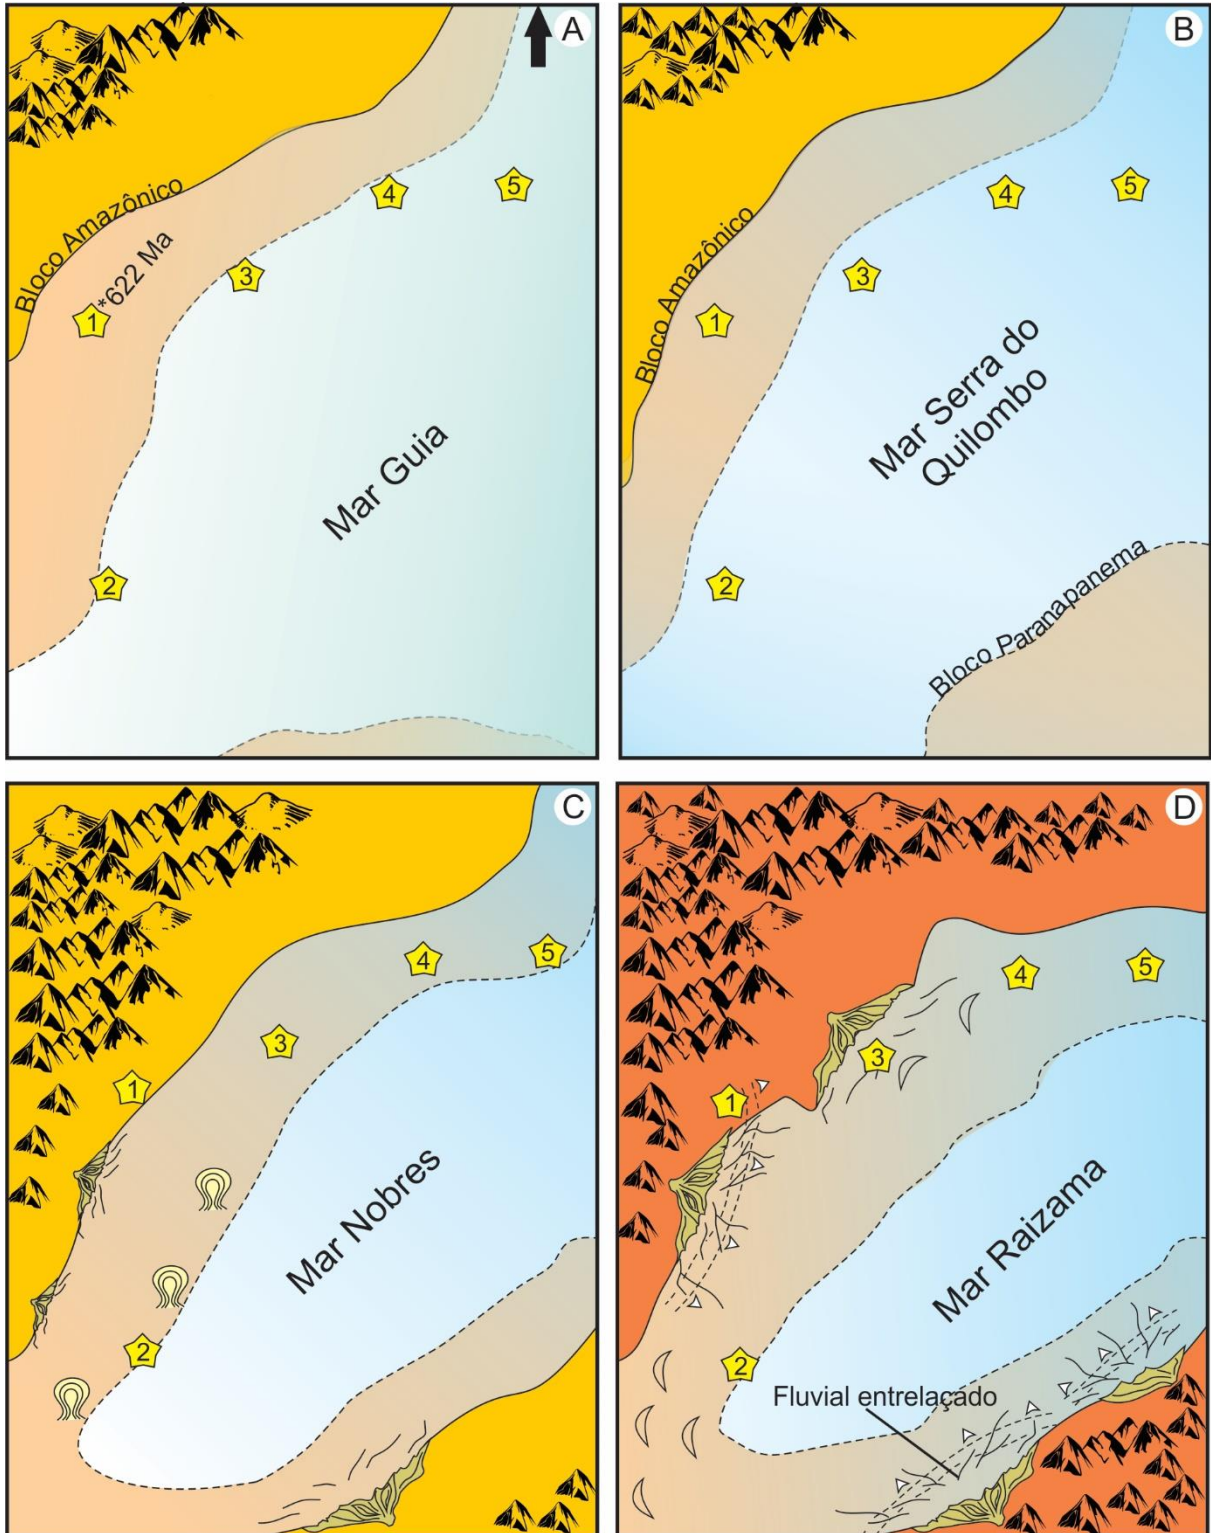 A
Bloco Amazônico
*622 Ma
1
2
3
4
5
Mar Guia
B
Bloco Amazônico
1
2
3
4
5
Mar Serra do
Quilombo
Bloco Paranapanema
C
1
2
3
4
5
Mar Nobres
D
1
2
3
4
5
Mar Raizama
Fluvial entrelaçado